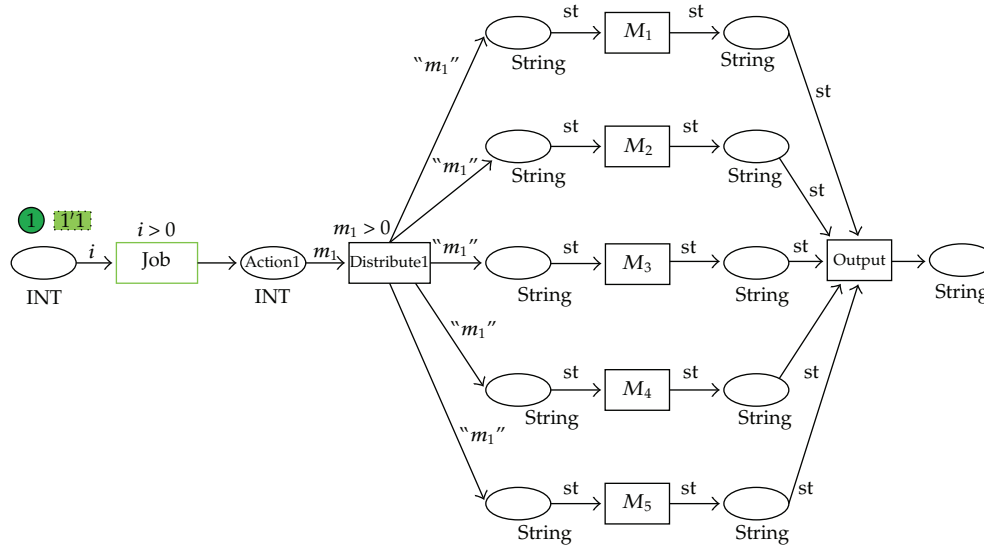 st
M1
st
String
String
"m1"
st
st
M2
st
String
String
"m1"
st
1
1'1
i > 0
i
Job
INT
Action1
INT
m1
m1 > 0
Distribute1
"m1"
st
M3
st
String
String
st
Output
String
"m1"
st
M4
st
String
String
st
"m1"
st
M5
st
String
String
st